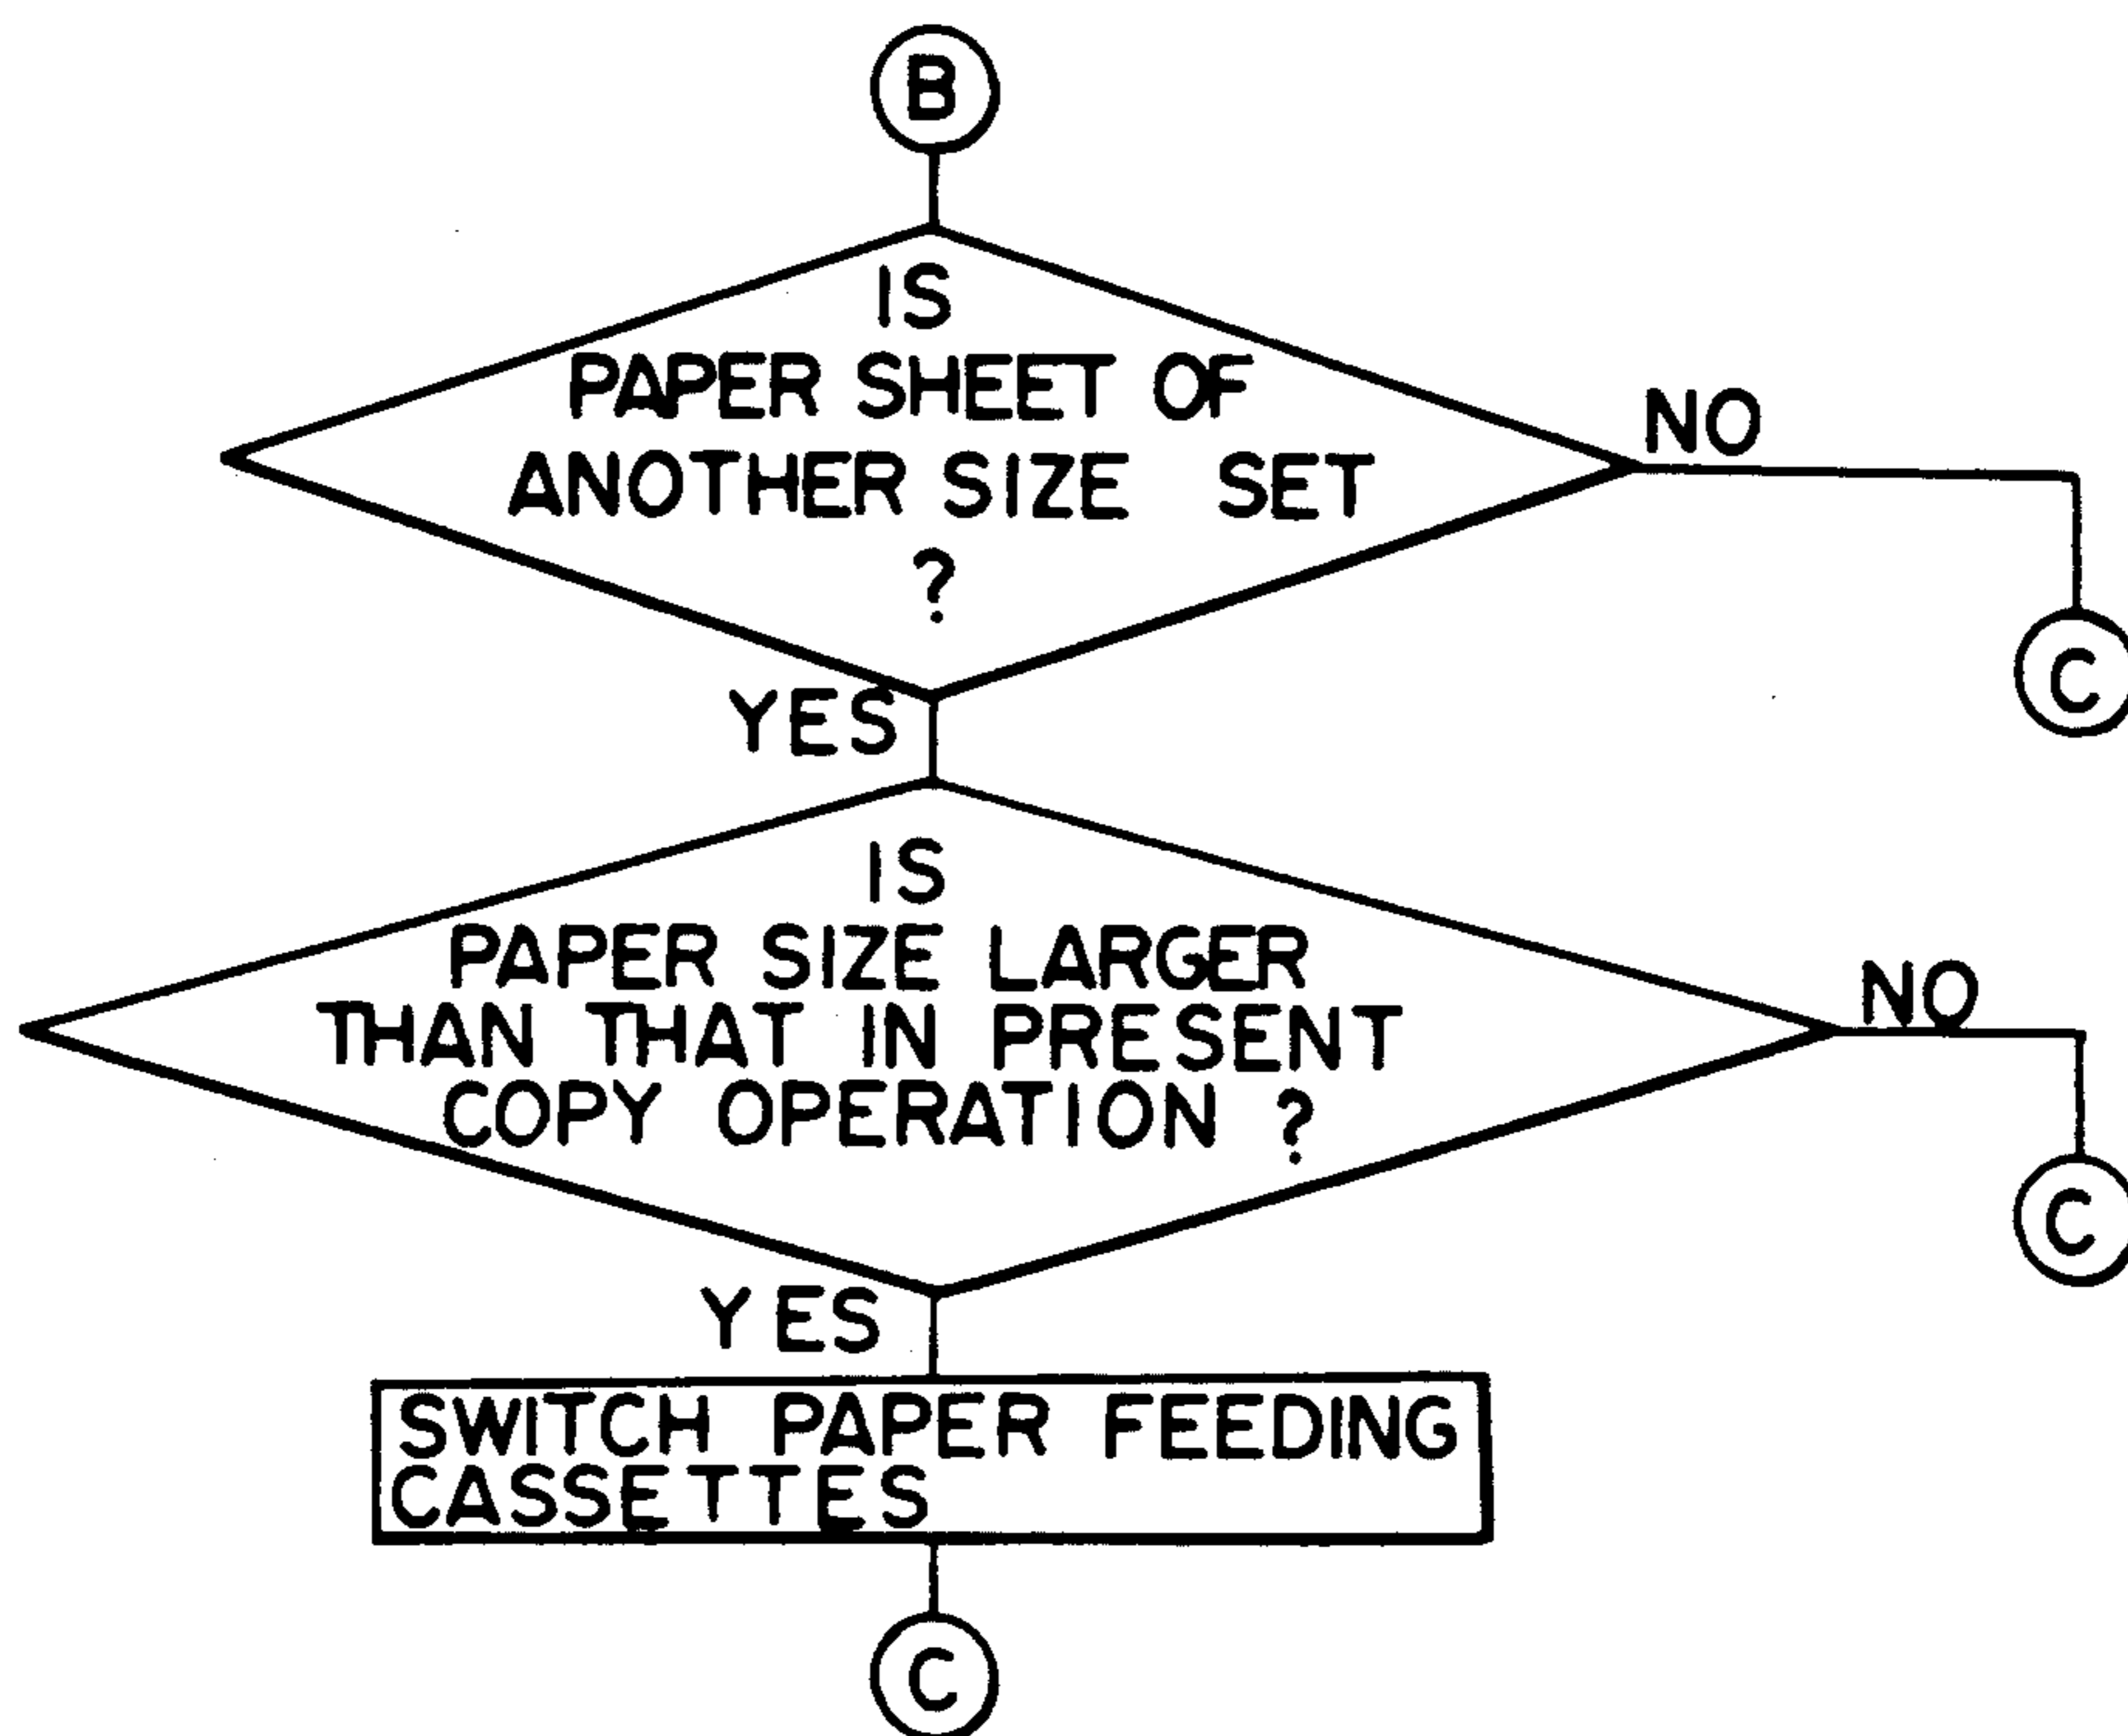 B
IS
PAPER SHEET OF
ANOTHER SIZE SET
?
NO
C
YES
IS
PAPER SIZE LARGER
THAN THAT IN PRESENT
COPY OPERATION ?
NO
C
YES
SWITCH PAPER FEEDING
CASSETTES
C